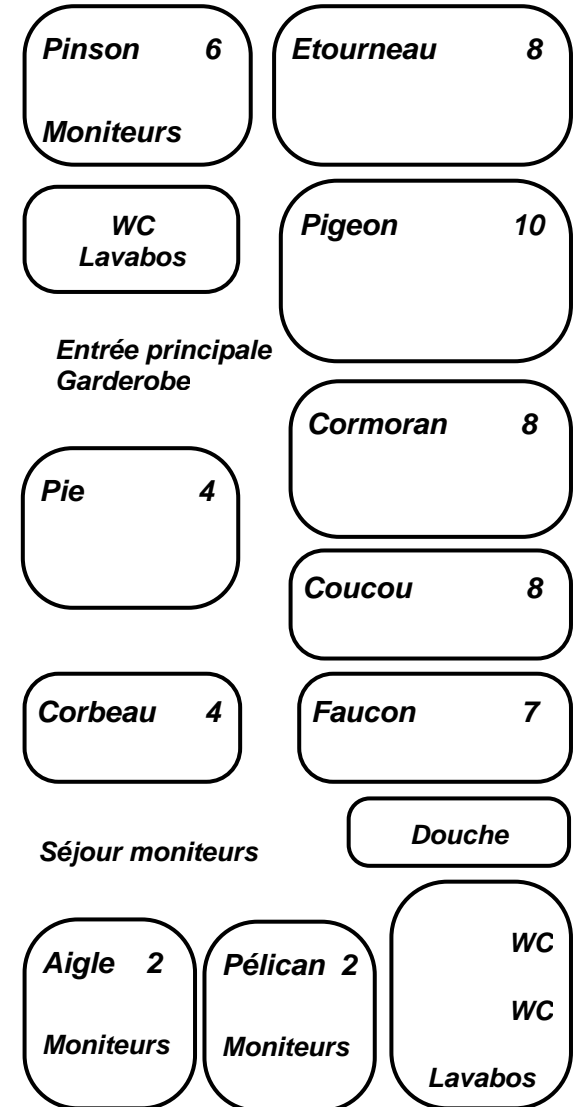 Pinson 6
Moniteurs
Etourneau 8
WC
Lavabos
Pigeon 10
Entrée principale
Garderobe
Cormoran 8
Pie 4
Coucou 8
Corbeau 4
Faucon 7
Séjour moniteurs
Douche
Aigle 2
Moniteurs
Pélican 2
Moniteurs
WC
WC
Lavabos